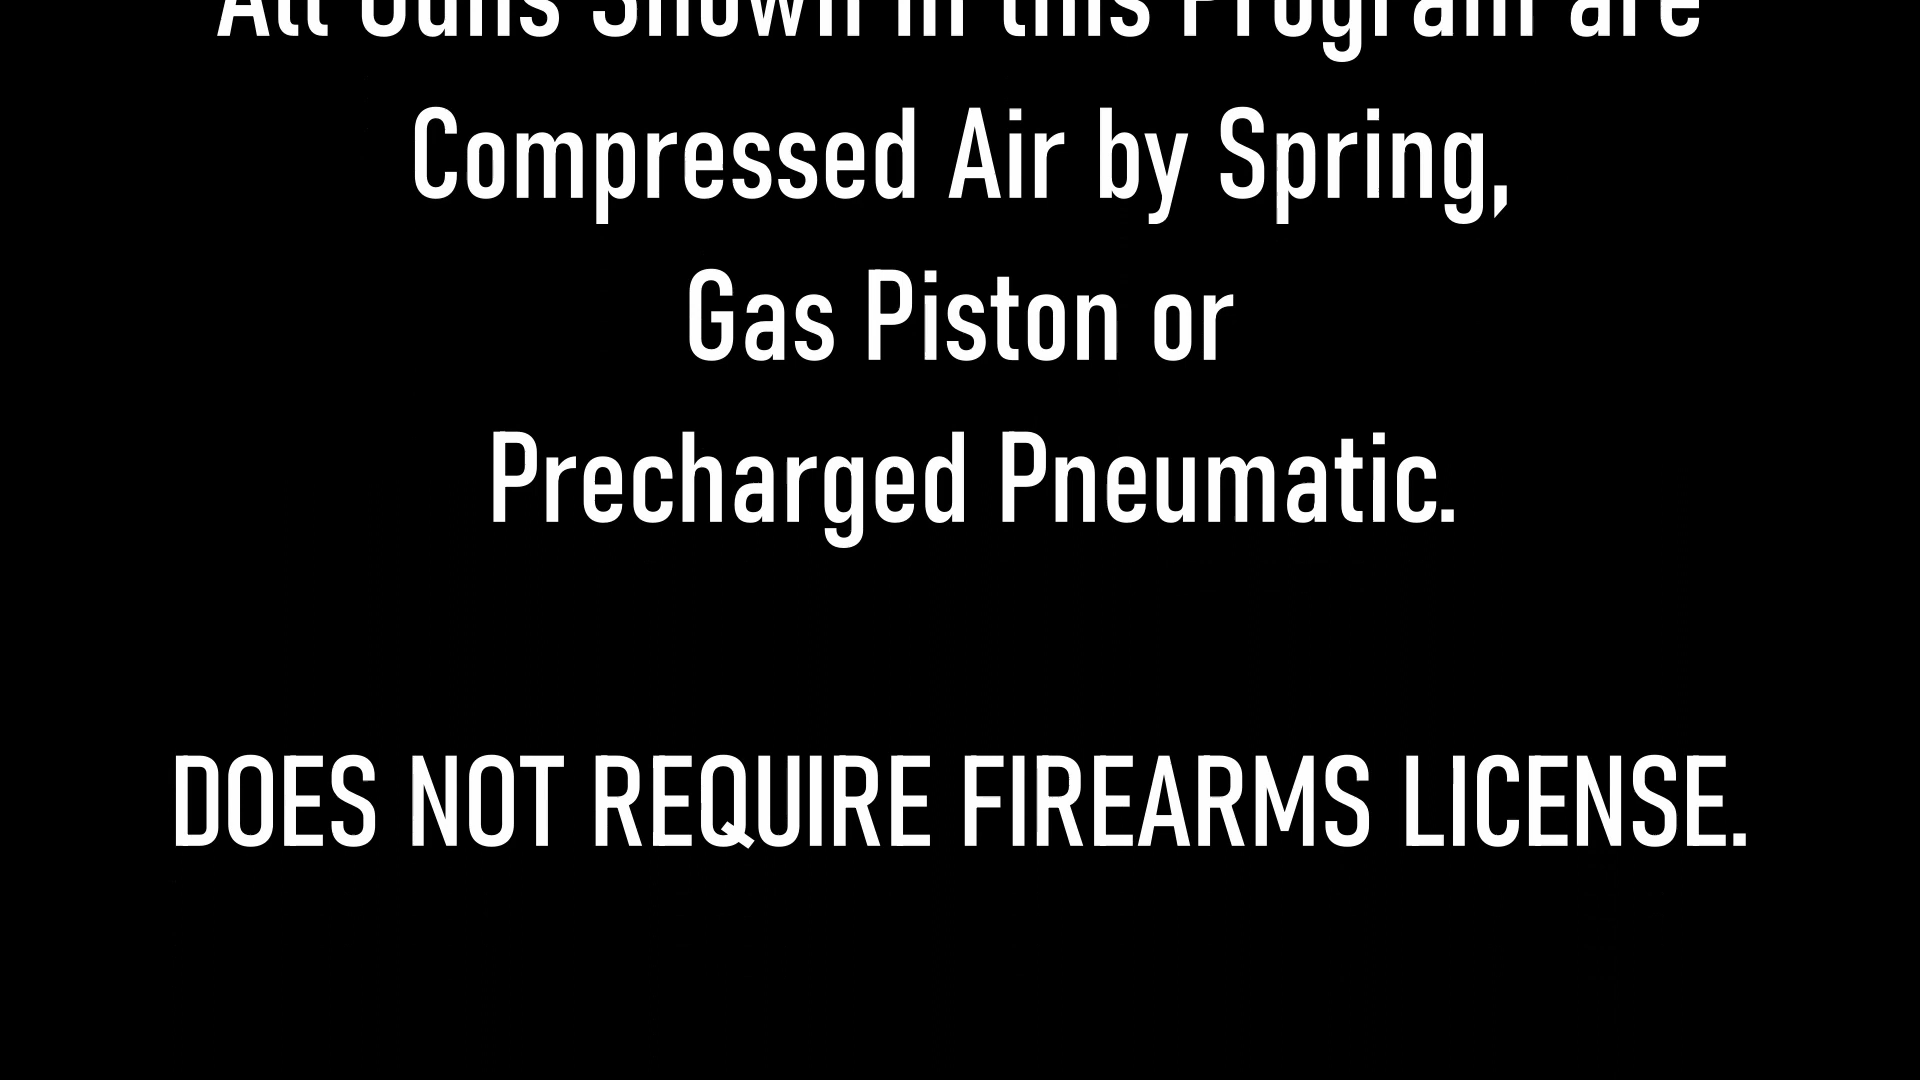 All Guns Shown in this Program are
Compressed Air by Spring,
Gas Piston or
Precharged Pneumatic.
DOES NOT REQUIRE FIREARMS LICENSE.